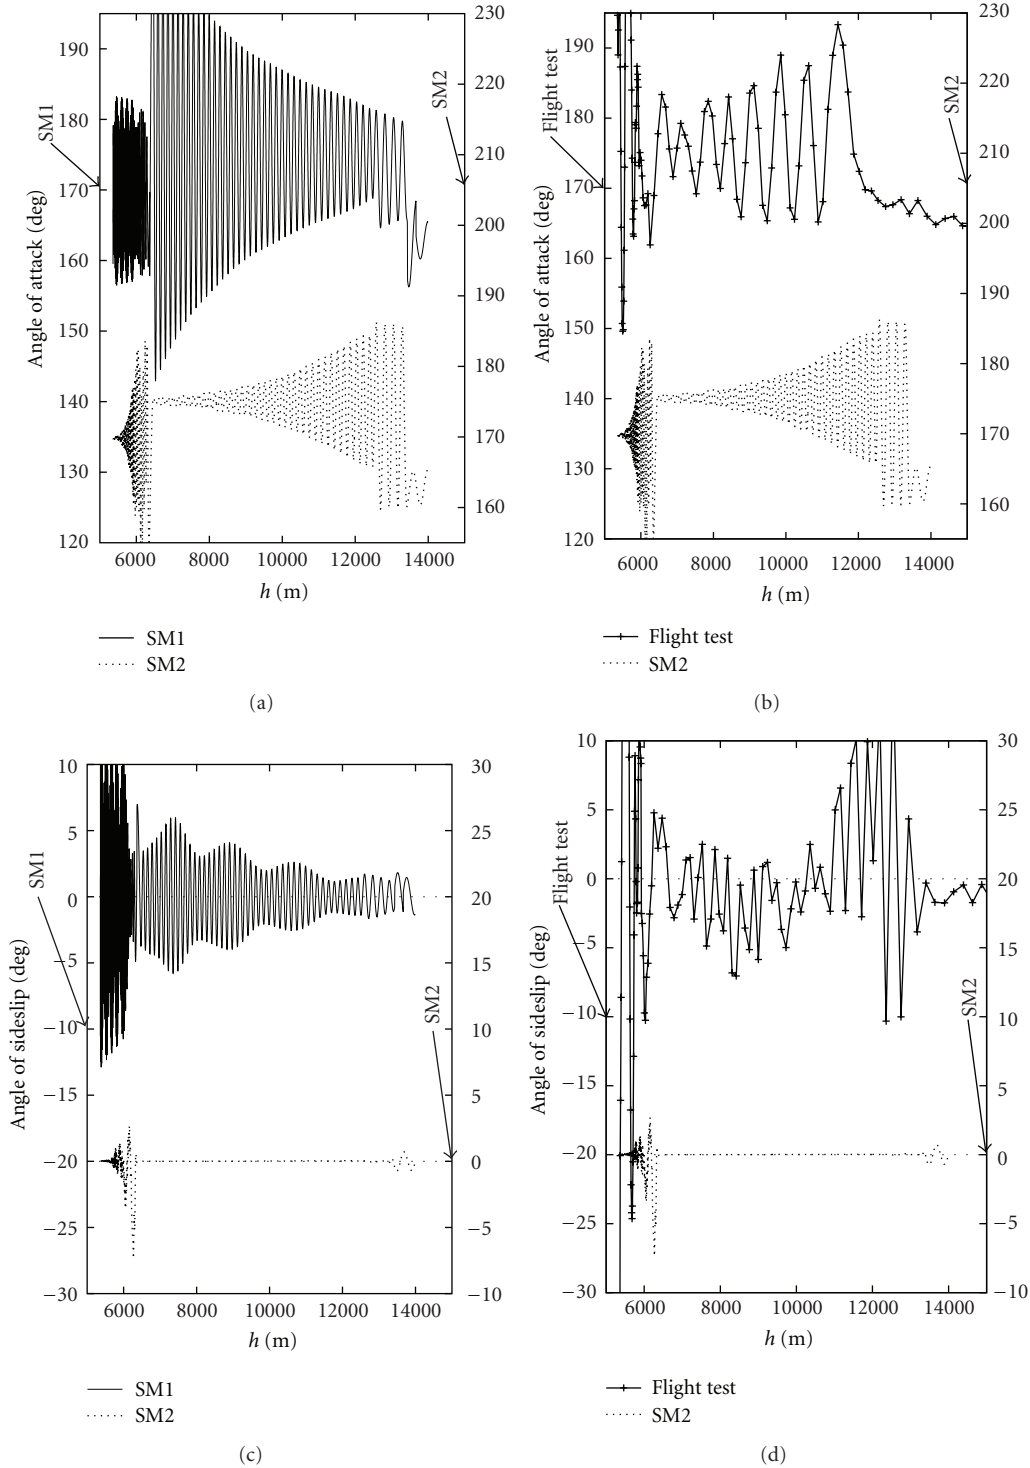 190
180
170
160
150
140
130
120
230
220
210
200
190
180
170
160
SM1
SM2
Angle of attack (deg)
6000 8000 10000 12000 14000
h (m)
SM1
SM2
(a)
190
180
170
160
150
140
130
120
230
220
210
200
190
180
170
160
Flight test
SM2
Angle of attack (deg)
6000 8000 10000 12000 14000
h (m)
Flight test
SM2
(b)
10
5
0
−5
−10
−15
−20
−25
−30
30
25
20
15
10
5
0
−5
−10
SM1
SM2
Angle of sideslip (deg)
6000 8000 10000 12000 14000
h (m)
SM1
SM2
(c)
10
5
0
−5
−10
−15
−20
−25
−30
30
25
20
15
10
5
0
−5
−10
Flight test
SM2
Angle of sideslip (deg)
6000 8000 10000 12000 14000
h (m)
Flight test
SM2
(d)